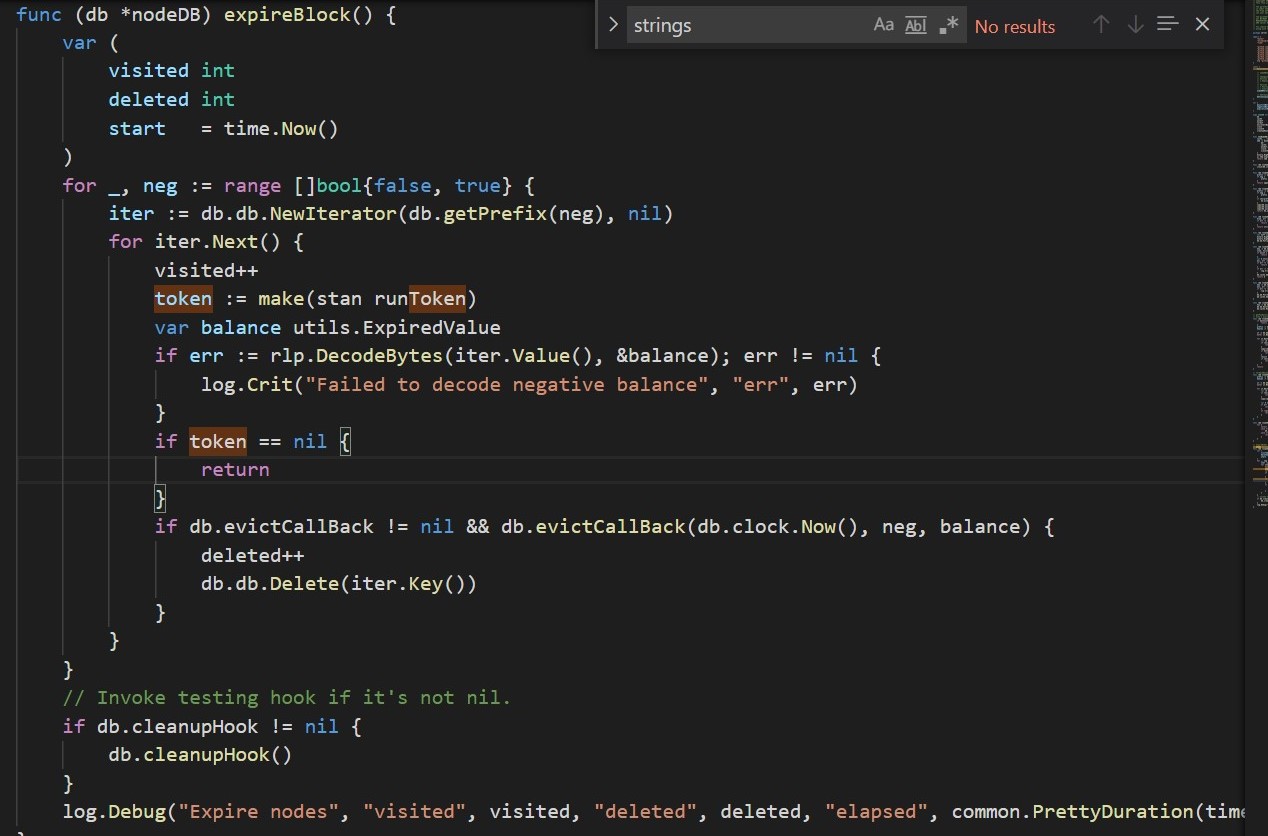 func (db *nodeDB) expireBlock() {
strings
Aa Abl .* No results
var (
visited int
deleted int
start = time.Now()
)
for _, neg := range []bool{false, true} {
iter := db.db.NewIterator(db.getPrefix(neg), nil)
for iter.Next() {
visited++
token := make(stan runToken)
var balance utils.ExpiredValue
if err := rlp.DecodeBytes(iter.Value(), &balance); err != nil {
log.Crit("Failed to decode negative balance", "err", err)
}
if token == nil {
return
}
if db.evictCallBack != nil && db.evictCallBack(db.clock.Now(), neg, balance) {
deleted++
db.db.Delete(iter.Key())
}
}
}
// Invoke testing hook if it's not nil.
if db.cleanupHook != nil {
db.cleanupHook()
}
log.Debug("Expire nodes", "visited", visited, "deleted", deleted, "elapsed", common.PrettyDuration(time